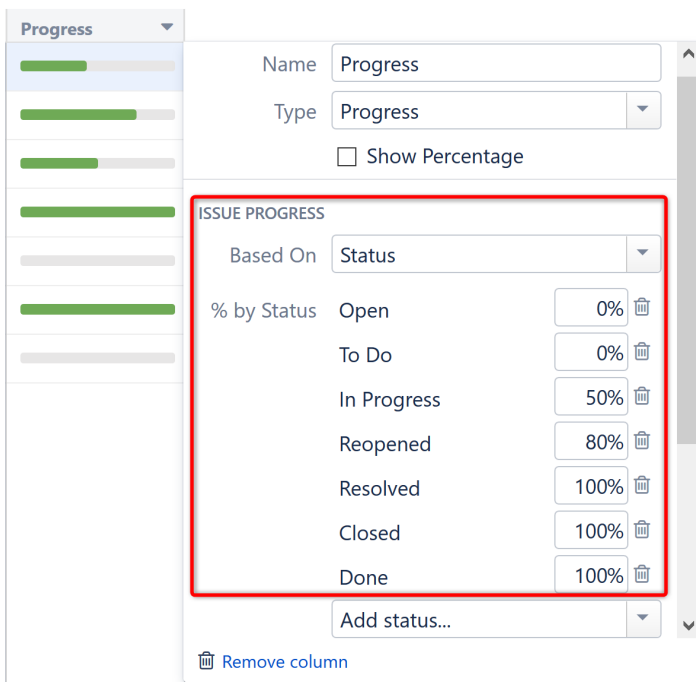 Progress
Name Progress
Type Progress
Show Percentage
ISSUE PROGRESS
Based On Status
% by Status Open 0%
To Do 0%
In Progress 50%
Reopened 80%
Resolved 100%
Closed 100%
Done 100%
Add status...
Remove column